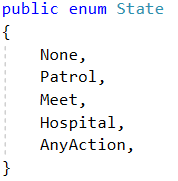 public enum State
{
None,
Patrol,
Meet,
Hospital,
AnyAction,
}